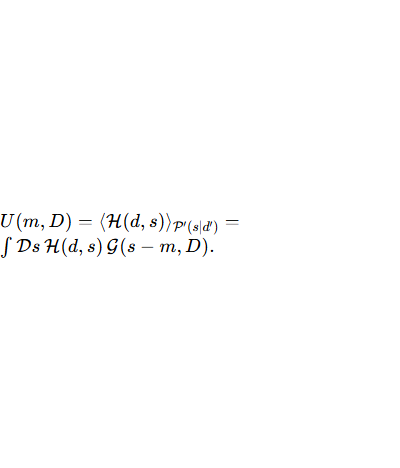 U(m, D) = ⟨ℋ(d, s)⟩_{𝒫′(s|d′)} =
∫ 𝒟s ℋ(d, s) 𝒢(s − m, D).